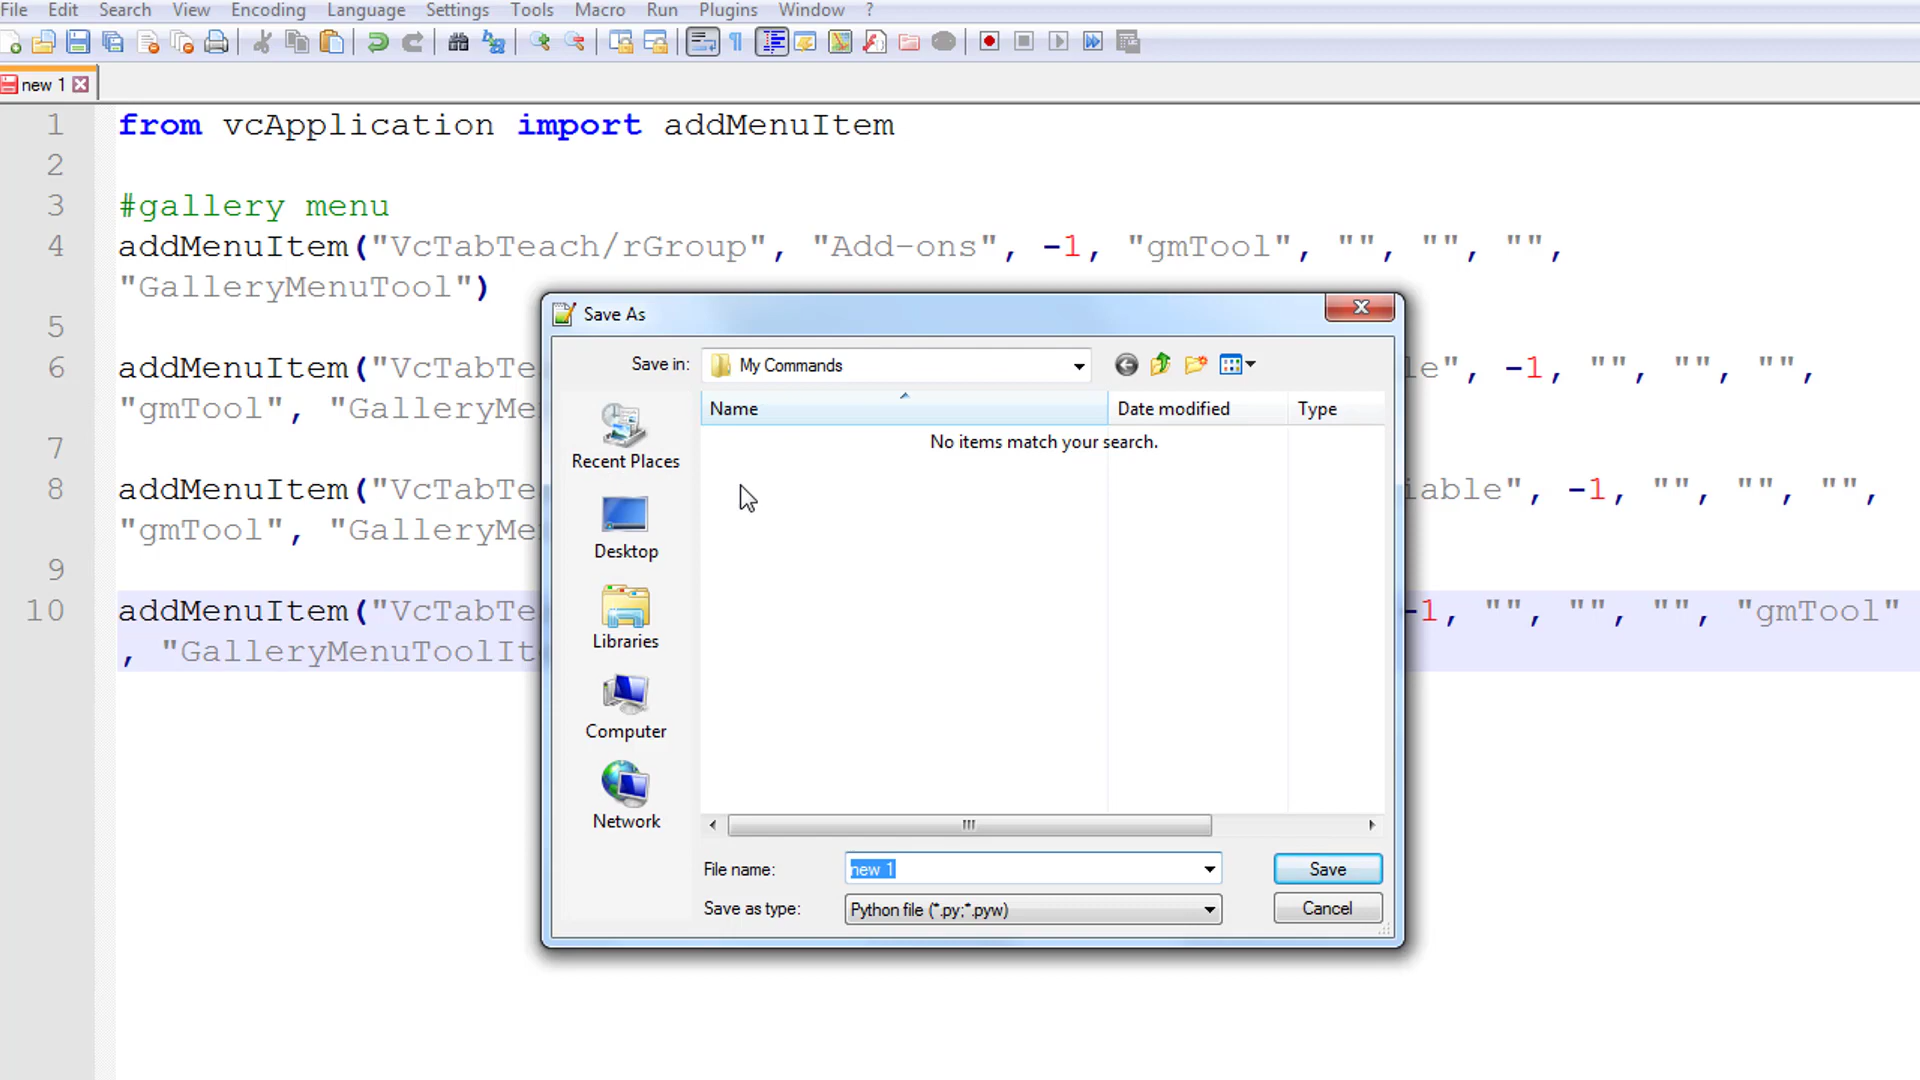 File Edit Search View Encoding Language Settings Tools Macro Run Plugins Window ?
new 1
1 from vcApplication import addMenuItem
2
3 #gallery menu
4 addMenuItem("VcTabTeach/rGroup", "Add-ons", -1, "gmTool", "", "", "",
"GalleryMenuTool")
5
6 addMenuItem("VcTabTe le", -1, "", "", "",
"gmTool", "GalleryMe
7
8 addMenuItem("VcTabTe iable", -1, "", "", "",
"gmTool", "GalleryMe
9
10 addMenuItem("VcTabTe -1, "", "", "", "gmTool"
, "GalleryMenuToolIt
Save As
Save in: My Commands
Name Date modified Type
No items match your search.
Recent Places
Desktop
Libraries
Computer
Network
File name: new 1 Save
Save as type: Python file (*.py;*.pyw) Cancel